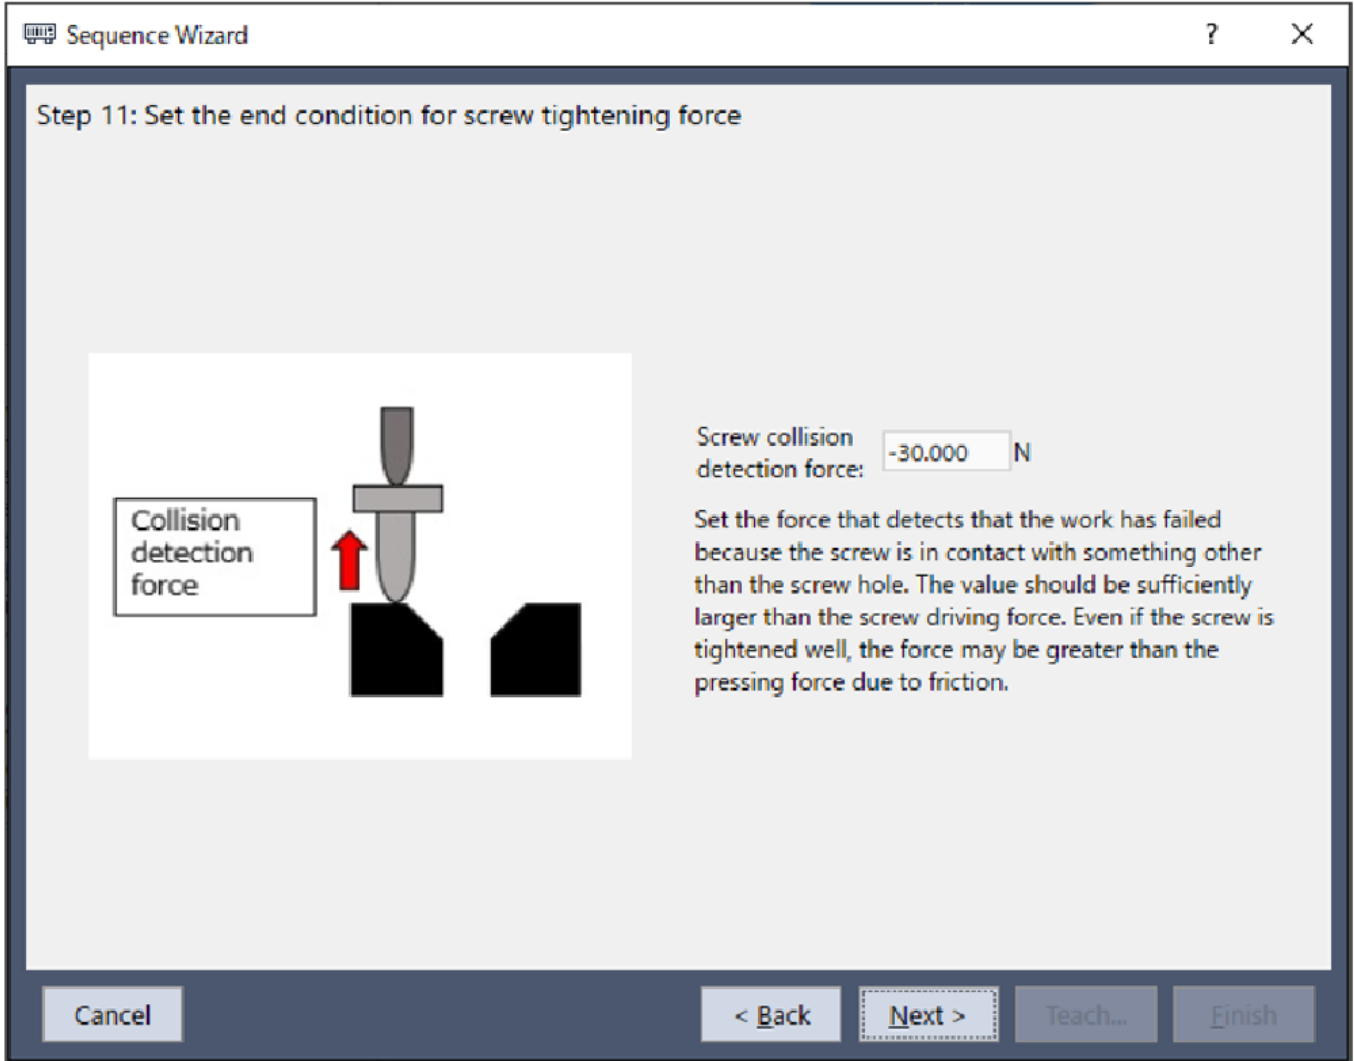 Sequence Wizard
?
Step 11: Set the end condition for screw tightening force
Collision
detection
force
Screw collision
detection force:
-30.000 N
Set the force that detects that the work has failed
because the screw is in contact with something other
than the screw hole. The value should be sufficiently
larger than the screw driving force. Even if the screw is
tightened well, the force may be greater than the
pressing force due to friction.
Cancel
< Back
Next >
Teach...
Finish